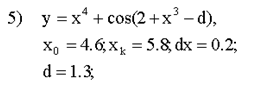 5) y = x⁴ + cos(2 + x³ − d),
x₀ = 4.6; xₖ = 5.8; dx = 0.2;
d = 1.3;